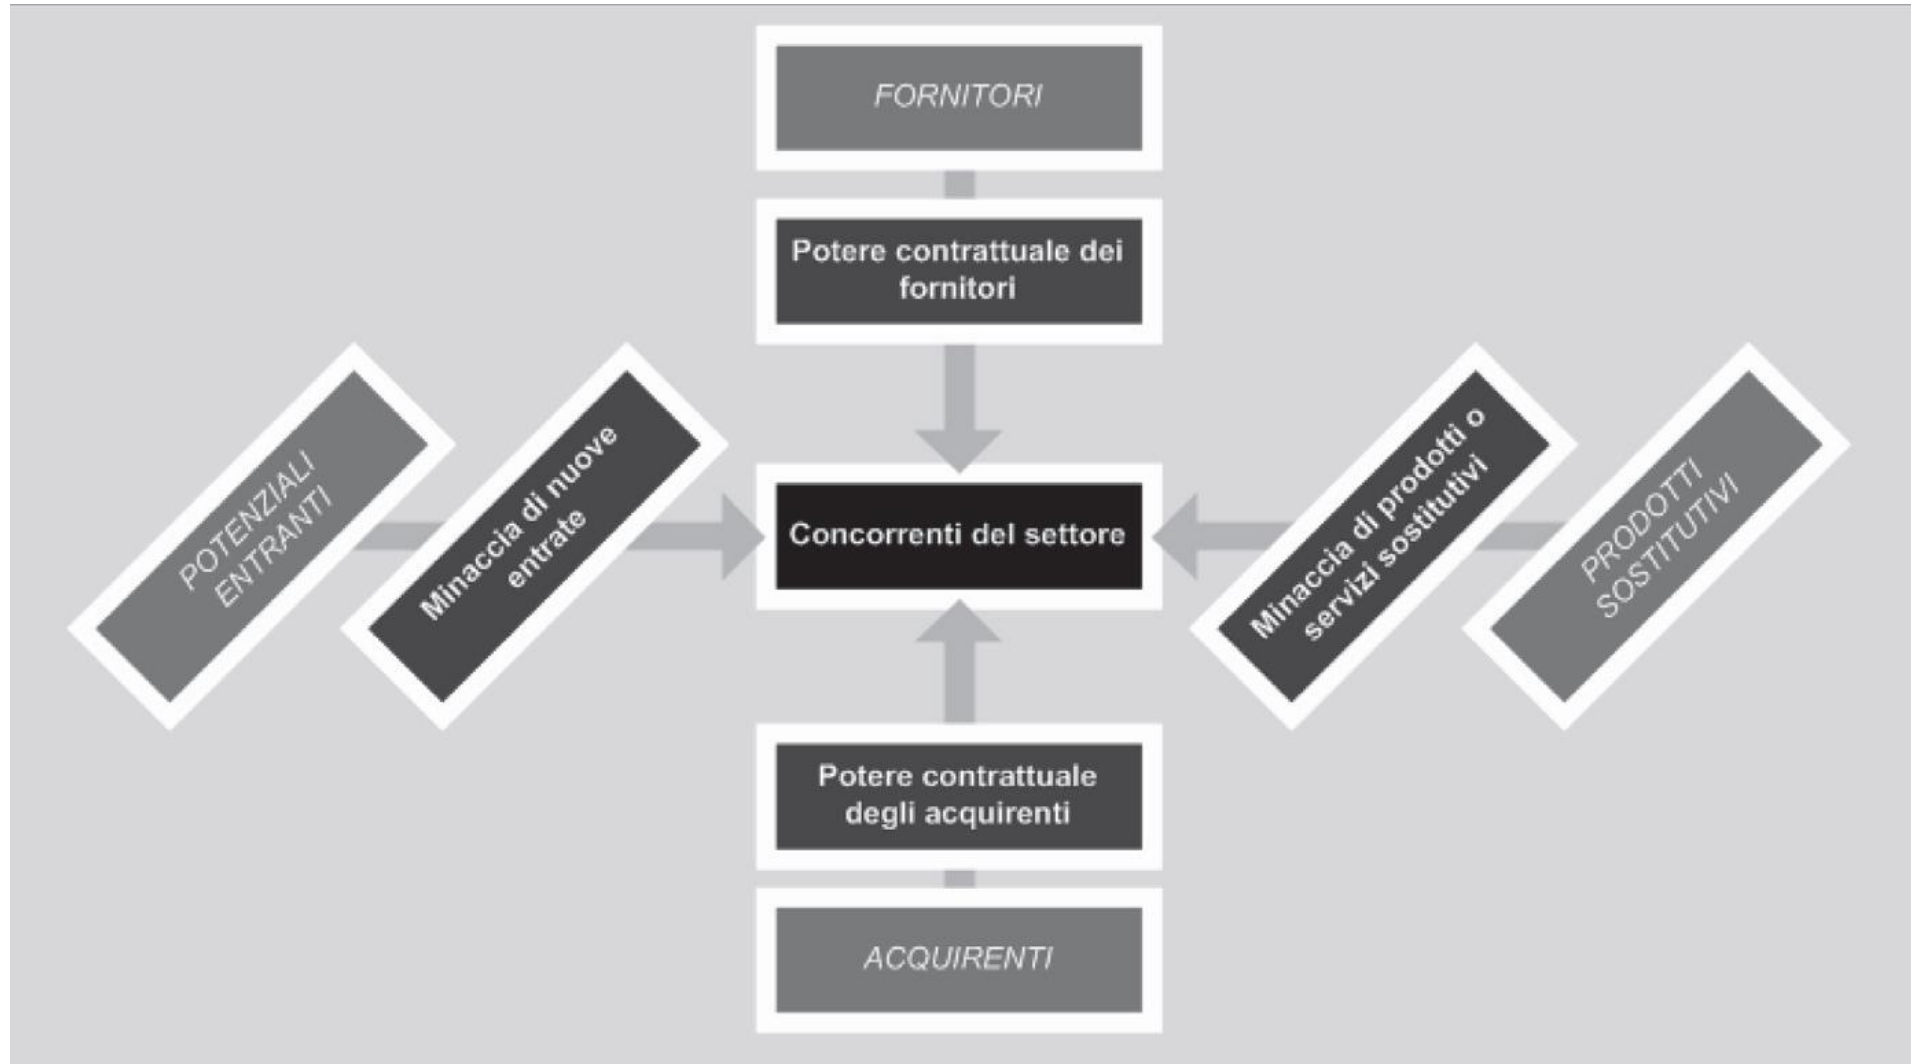 FORNITORI
Potere contrattuale dei
fornitori
POTENZIALI
ENTRANTI
Minaccia di nuove
entrate
Concorrenti del settore
Minaccia di prodotti o
servizi sostitutivi
PRODOTTI
SOSTITUTIVI
Potere contrattuale
degli acquirenti
ACQUIRENTI